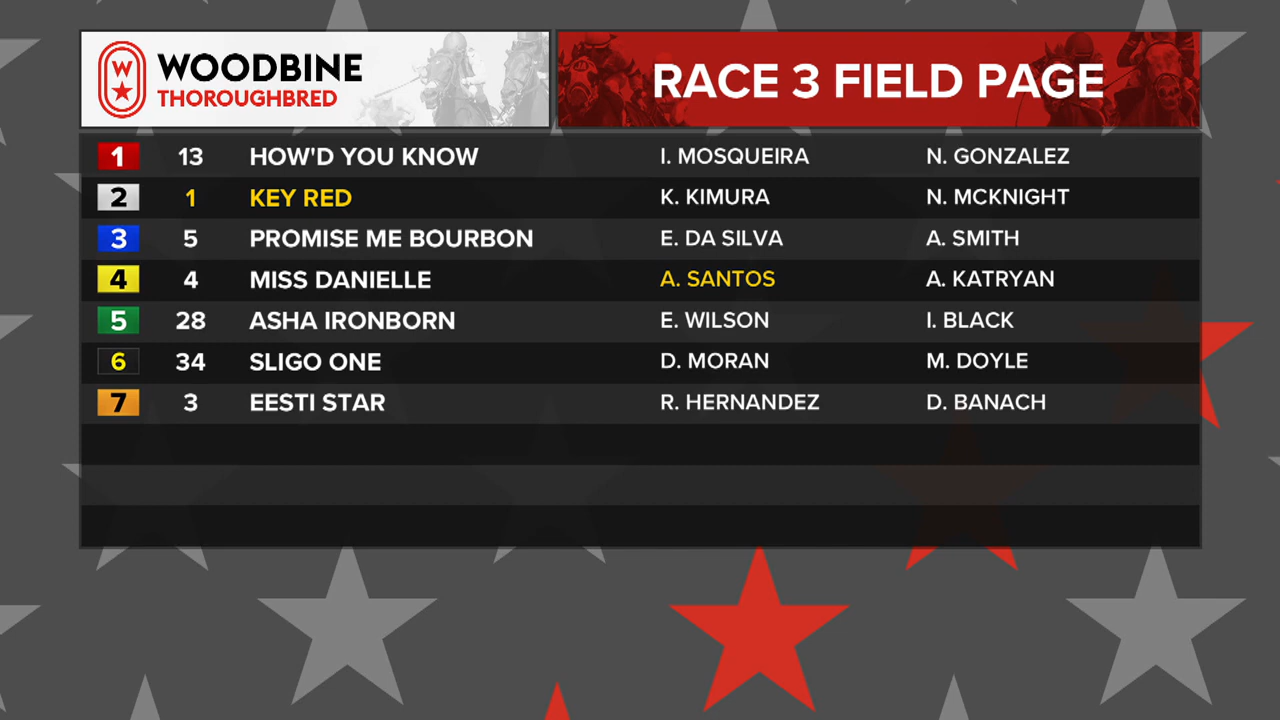 W
WOODBINE
THOROUGHBRED
RACE 3 FIELD PAGE
1 13 HOW'D YOU KNOW I. MOSQUEIRA N. GONZALEZ
2 1 KEY RED K. KIMURA N. MCKNIGHT
3 5 PROMISE ME BOURBON E. DA SILVA A. SMITH
4 4 MISS DANIELLE A. SANTOS A. KATRYAN
5 28 ASHA IRONBORN E. WILSON I. BLACK
6 34 SLIGO ONE D. MORAN M. DOYLE
7 3 EESTI STAR R. HERNANDEZ D. BANACH